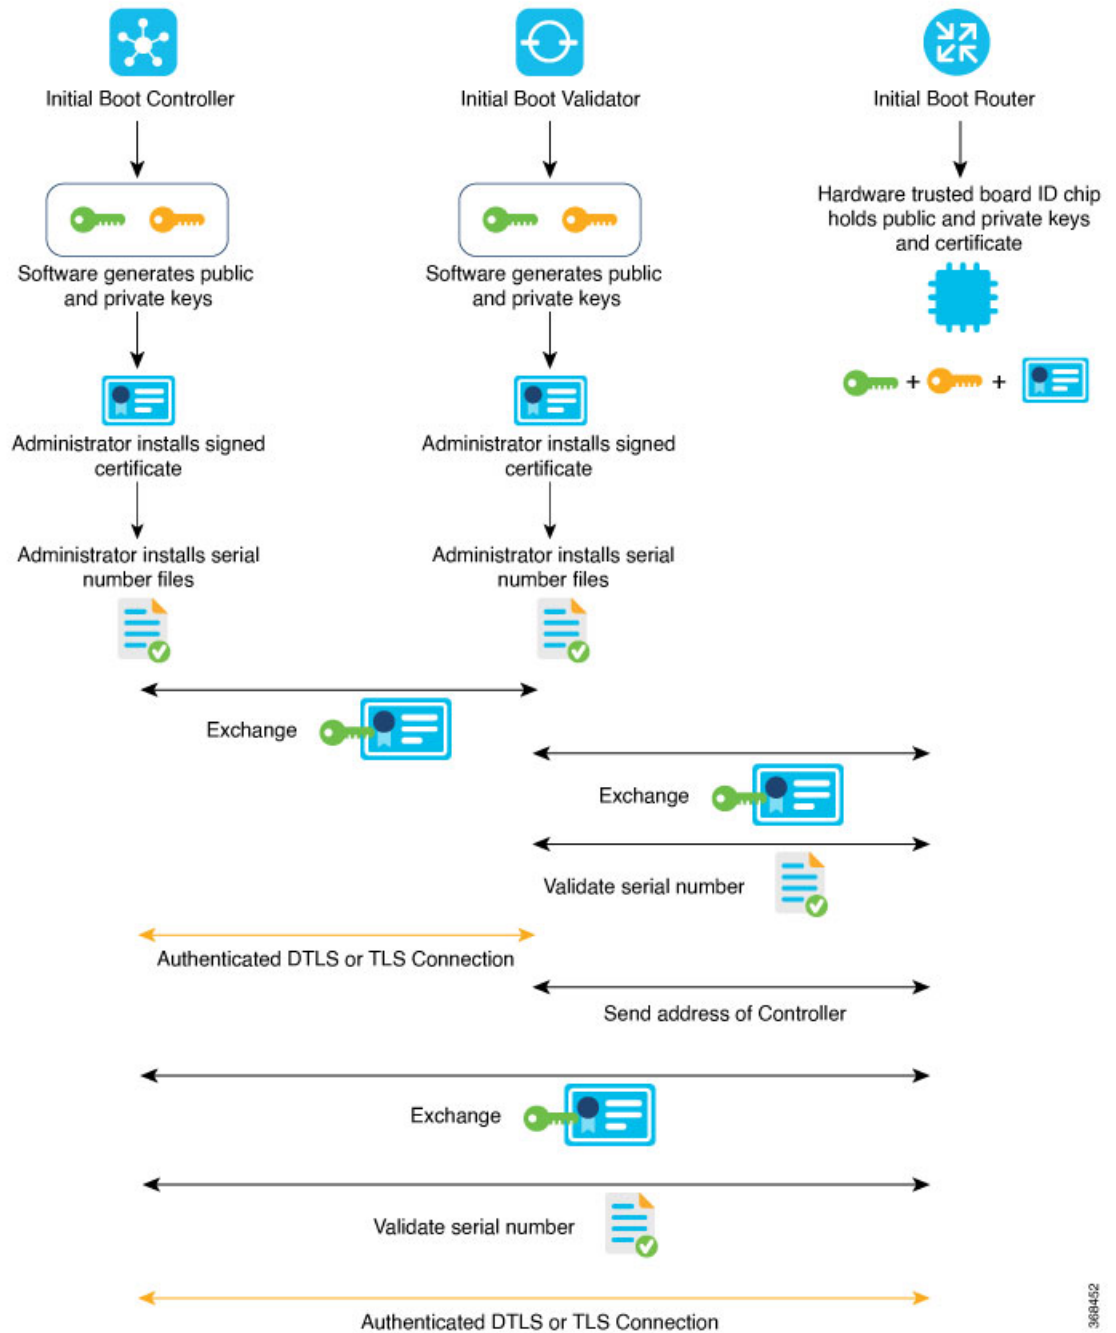 Initial Boot Controller
Initial Boot Validator
Initial Boot Router
Hardware trusted board ID chip
holds public and private keys
and certificate
Software generates public
and private keys
Software generates public
and private keys
+
+
Administrator installs signed
certificate
Administrator installs signed
certificate
Administrator installs serial
number files
Administrator installs serial
number files
Exchange
Exchange
Validate serial number
Authenticated DTLS or TLS Connection
Send address of Controller
Exchange
Validate serial number
Authenticated DTLS or TLS Connection
368452